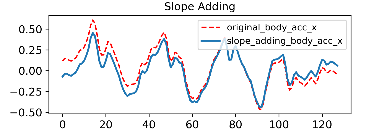 Slope Adding
original_body_acc_x
slope_adding_body_acc_x
0.50
0.25
0.00
−0.25
−0.50
0 20 40 60 80 100 120